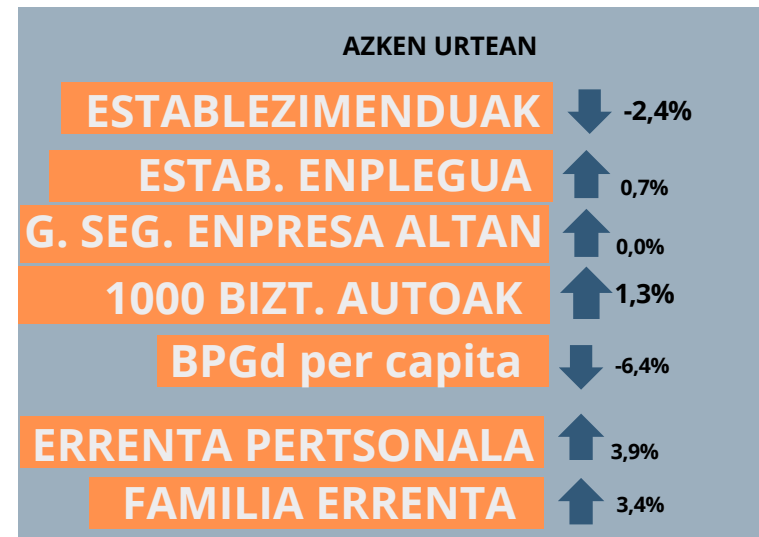 AZKEN URTEAN
ESTABLEZIMENDUAK -2,4%
ESTAB. ENPLEGUA 0,7%
G. SEG. ENPRESA ALTAN 0,0%
1000 BIZT. AUTOAK 1,3%
BPGd per capita -6,4%
ERRENTA PERTSONALA 3,9%
FAMILIA ERRENTA 3,4%